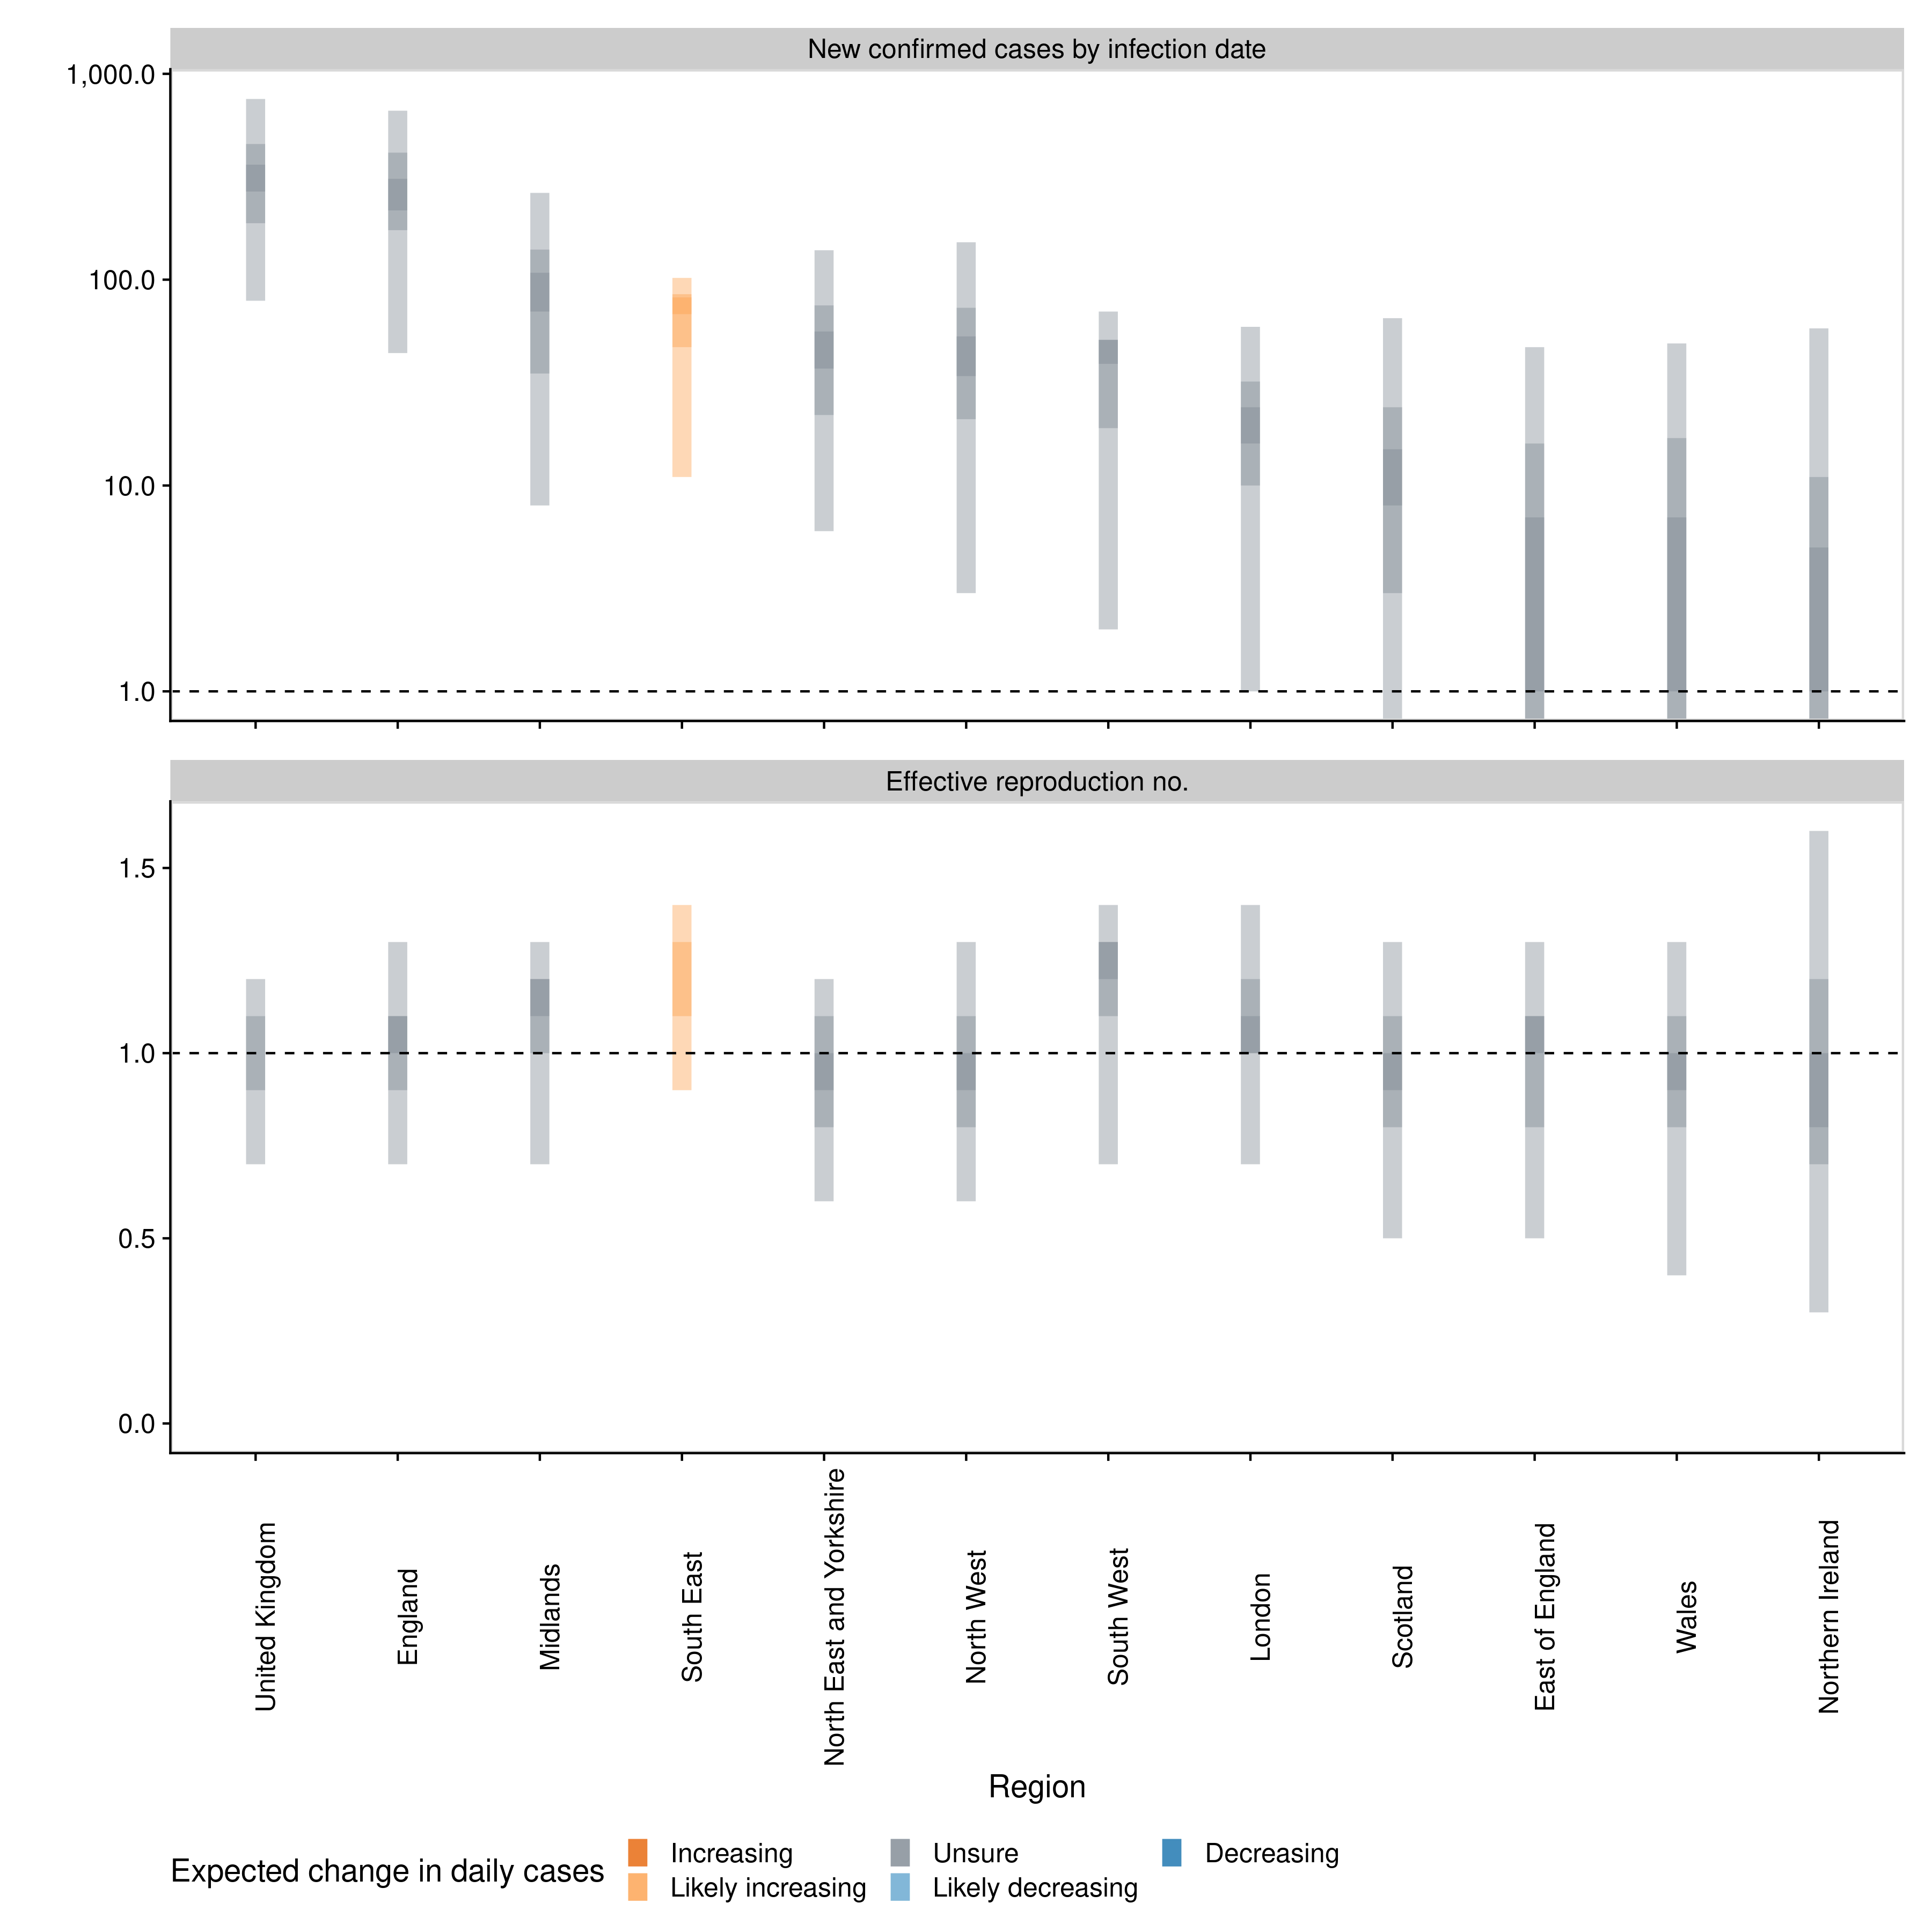 New confirmed cases by infection date
1,000.0
100.0
10.0
1.0
Effective reproduction no.
1.5
1.0
0.5
0.0
United Kingdom
England
Midlands
South East
North East and Yorkshire
North West
South West
London
Scotland
East of England
Wales
Northern Ireland
Region
Expected change in daily cases
Increasing
Likely increasing
Unsure
Likely decreasing
Decreasing